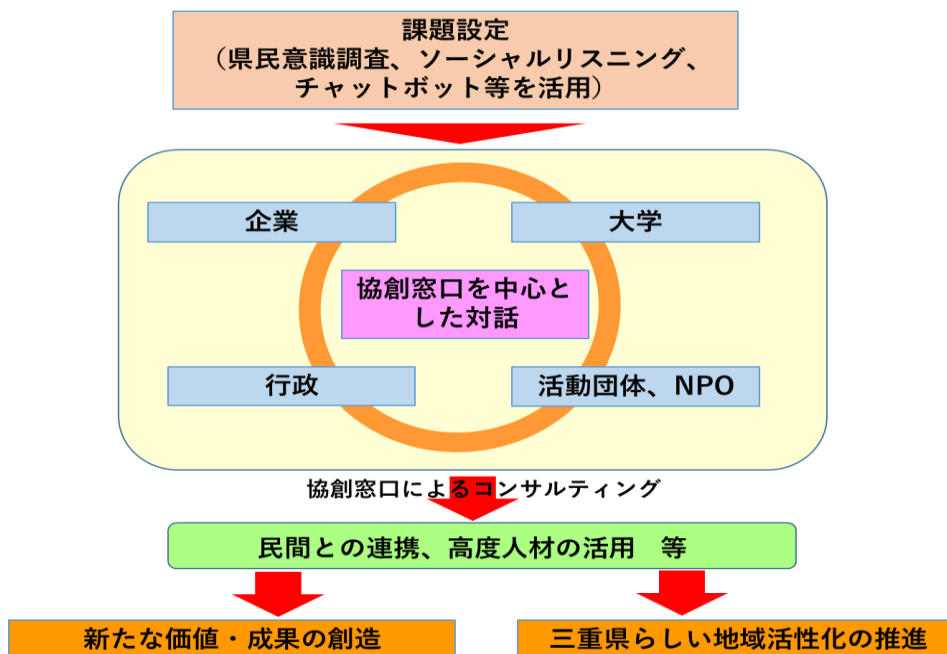 課題設定
（県民意識調査、ソーシャルリスニング、
チャットボット等を活用）
企業
大学
協創窓口を中心と
した対話
行政
活動団体、NPO
協創窓口によるコンサルティング
民間との連携、高度人材の活用　等
新たな価値・成果の創造
三重県らしい地域活性化の推進